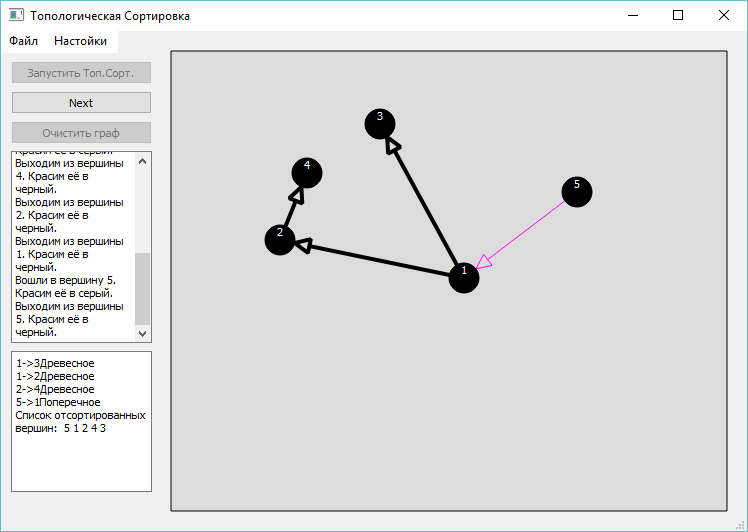 Топологическая Сортировка
Файл Настойки
Запустить Топ.Сорт.
Next
Очистить граф
Красим её в серый.
Выходим из вершины
4. Красим её в
черный.
Выходим из вершины
2. Красим её в
черный.
Выходим из вершины
1. Красим её в
черный.
Вошли в вершину 5.
Красим её в серый.
Выходим из вершины
5. Красим её в
черный.
1->3Древесное
1->2Древесное
2->4Древесное
5->1Поперечное
Список отсортированных
вершин: 5 1 2 4 3
3
4
5
2
1